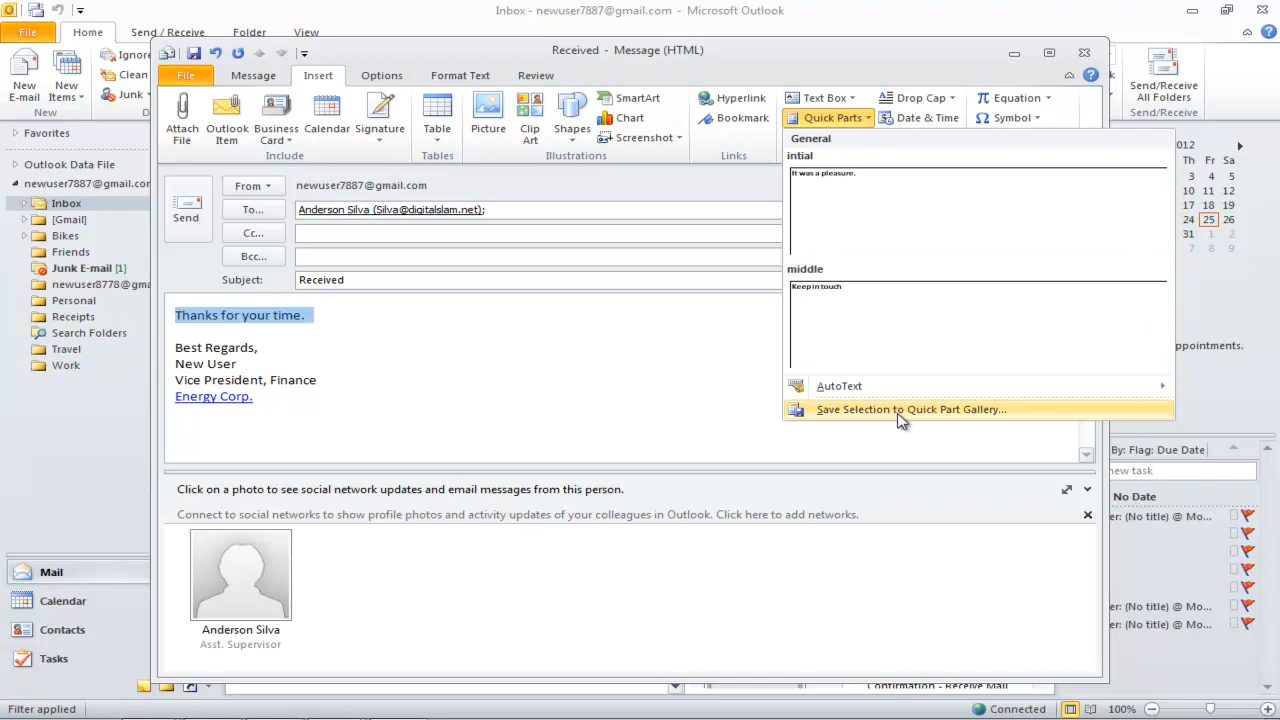 Inbox - newuser7887@gmail.com - Microsoft Outlook
File Home Send / Receive Folder View
Ignore
Clean
Junk
New E-mail
New Items
New
Send/Receive All Folders
Send/Receive
Received - Message (HTML)
File Message Insert Options Format Text Review
Attach File
Outlook Item
Business Card
Calendar
Signature
Include
Table
Tables
Picture
Clip Art
Shapes
SmartArt
Chart
Screenshot
Illustrations
Hyperlink
Bookmark
Links
Text Box
Quick Parts
Drop Cap
Date & Time
Equation
Symbol
General
intial
It was a pleasure.
middle
Keep in touch
AutoText
Save Selection to Quick Part Gallery...
Favorites
Outlook Data File
newuser7887@gmail.cor
Inbox
[Gmail]
Bikes
Friends
Junk E-mail [1]
newuser8778@gma
Personal
Receipts
Search Folders
Travel
Work
Send
From newuser7887@gmail.com
To... Anderson Silva (Silva@digitalslam.net);
Cc...
Bcc...
Subject: Received
Thanks for your time.
Best Regards,
New User
Vice President, Finance
Energy Corp.
Click on a photo to see social network updates and email messages from this person.
Connect to social networks to show profile photos and activity updates of your colleagues in Outlook. Click here to add networks.
Anderson Silva
Asst. Supervisor
2012
Th Fr Sa
3 4 5
10 11 12
17 18 19
24 25 26
31 1 2
7 8 9
appointments.
By: Flag: Due Date
new task
No Date
er: (No title) @ Mo...
er: (No title) @ Mo...
er: (No title) @ Mo...
Mail
Calendar
Contacts
Tasks
Confirmation - Receive Mail
Filter applied
Connected
100%